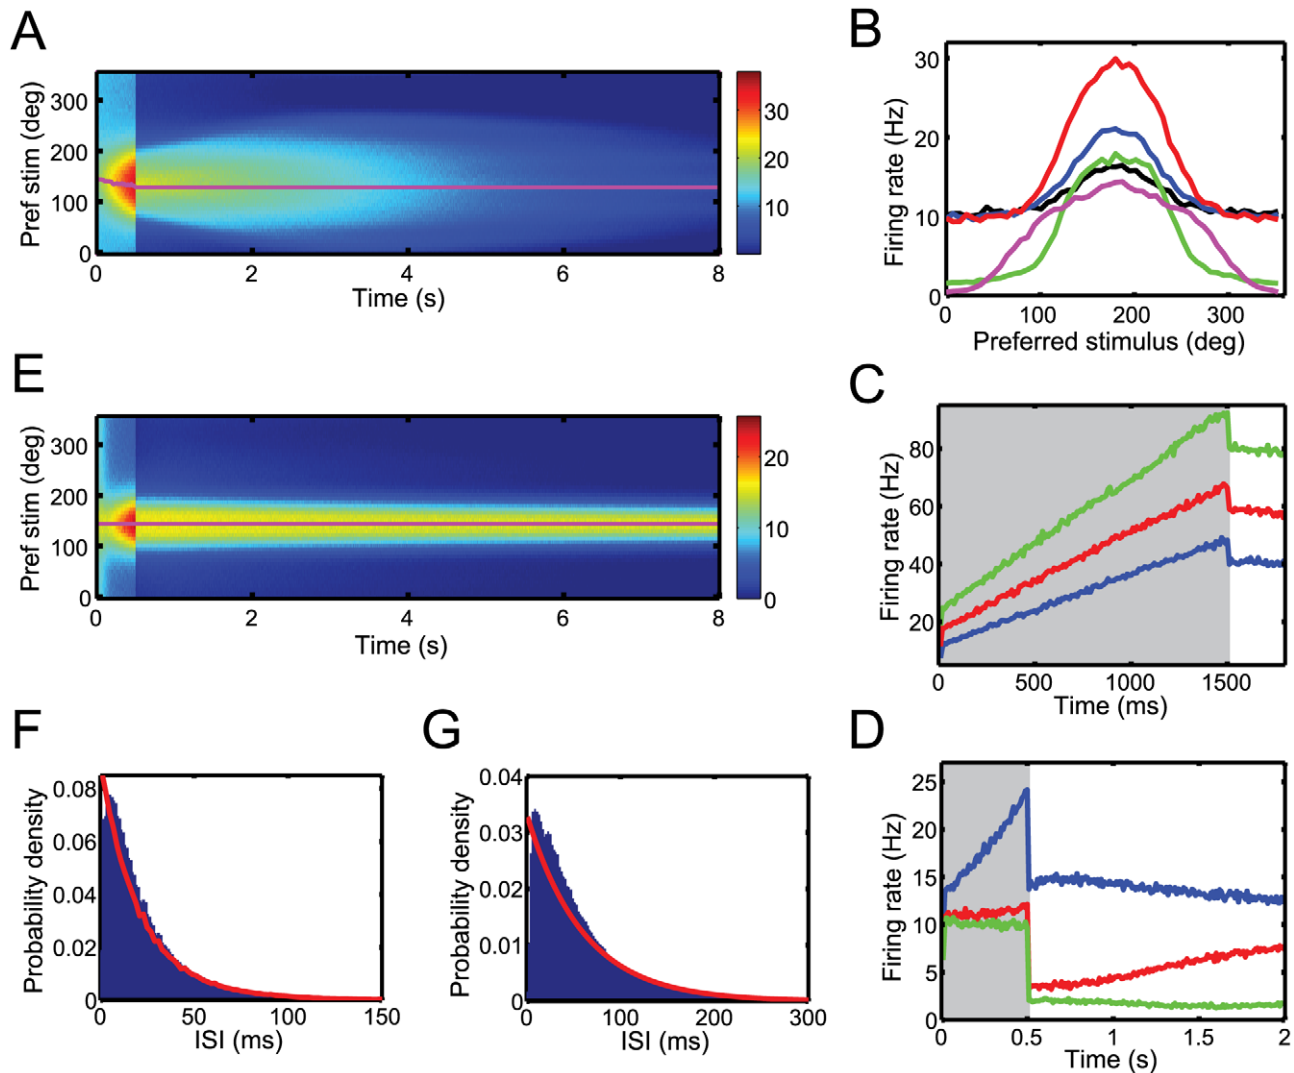 A
Pref stim (deg)
300
200
100
0
0 2 4 6 8
Time (s)
30
20
10
B
Firing rate (Hz)
30
20
10
0
0 100 200 300
Preferred stimulus (deg)
E
Pref stim (deg)
300
200
100
0
0 2 4 6 8
Time (s)
20
10
0
C
Firing rate (Hz)
80
60
40
20
0 500 1000 1500
Time (ms)
F
Probability density
0.08
0.06
0.04
0.02
0
0 50 100 150
ISI (ms)
G
Probability density
0.04
0.03
0.02
0.01
0
0 100 200 300
ISI (ms)
D
Firing rate (Hz)
25
20
15
10
5
0
0 0.5 1 1.5 2
Time (s)